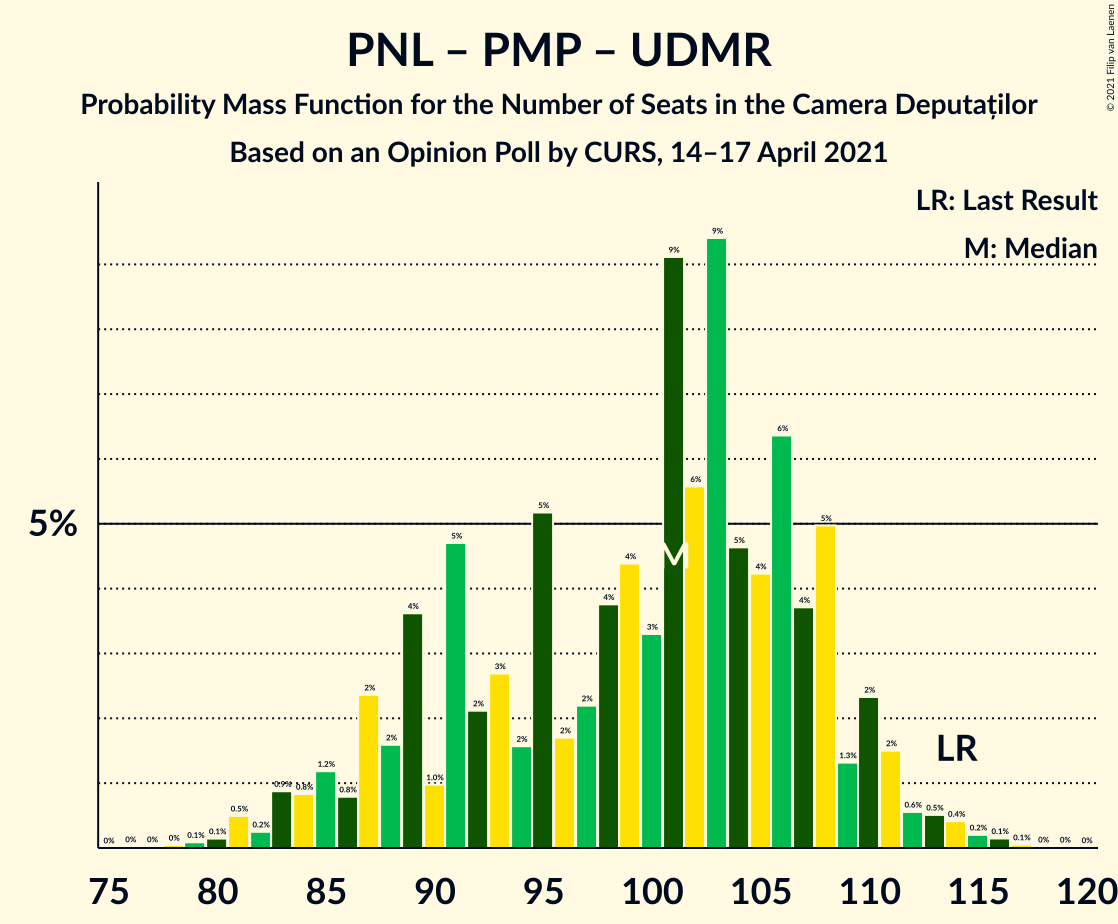 PNL – PMP – UDMR
Probability Mass Function for the Number of Seats in the Camera Deputaților
Based on an Opinion Poll by CURS, 14–17 April 2021
© 2021 Filip van Laenen
LR: Last Result
M: Median
5%
0% 0% 0% 0% 0.1% 0.1% 0.5% 0.2% 0.9% 0.8% 1.2% 0.8% 2% 2% 4% 1.0% 5% 2% 3% 2% 5% 2% 2% 4% 4% 3% 9% 6% 9% 5% 4% 6% 4% 5% 1.3% 2% 2% 0.6% 0.5% 0.4% 0.2% 0.1% 0.1% 0% 0% 0%
M
LR
75 80 85 90 95 100 105 110 115 120